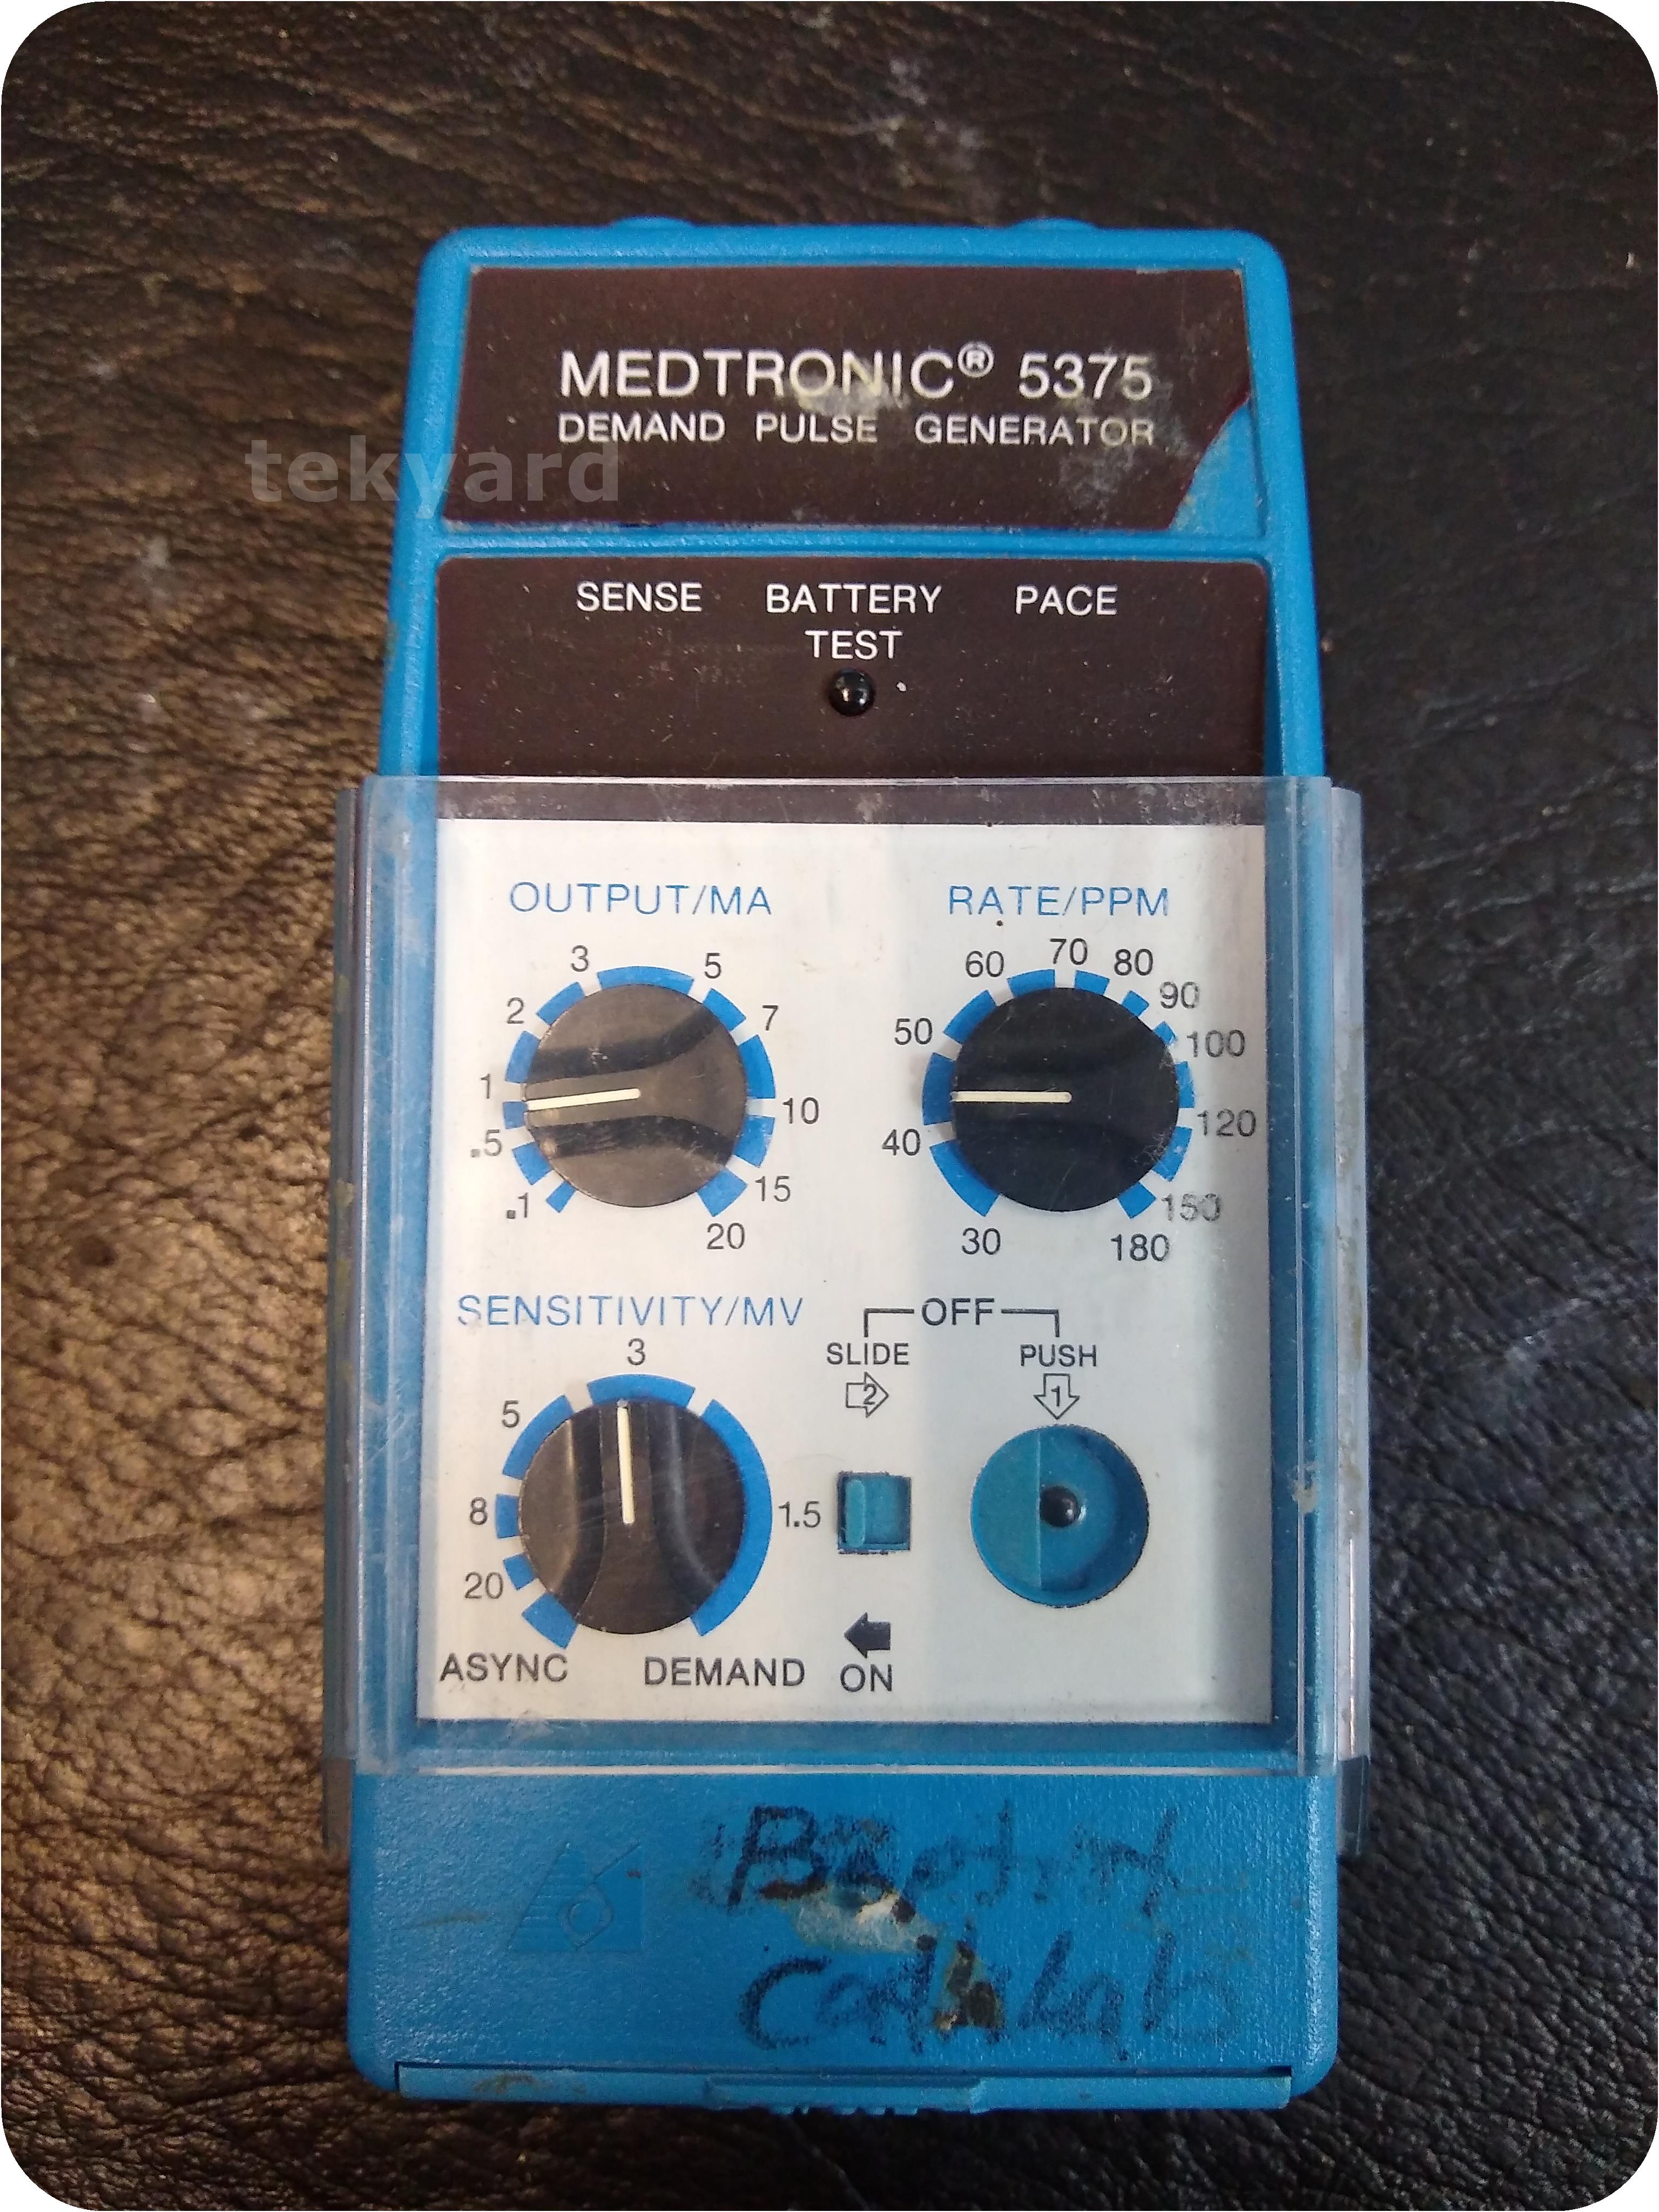 MEDTRONIC® 5375
DEMAND PULSE GENERATOR
tekyard
SENSE BATTERY PACE
TEST
OUTPUT/MA
3 5
2 7
1 10
.5 15
.1 20
RATE/PPM
70
60 80
50 90
100
40 120
150
30 180
SENSITIVITY/MV
3
5
8 1.5
20
ASYNC DEMAND
OFF
SLIDE PUSH
2 1
ON
Cath Lab